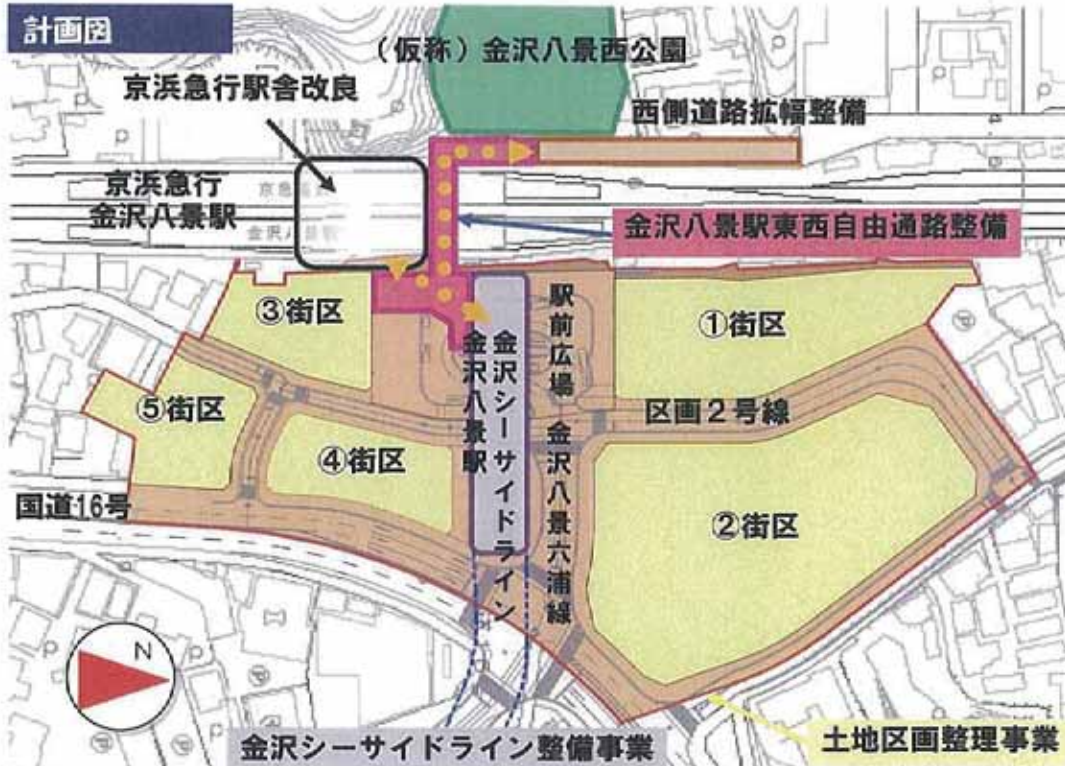 計画図
(仮称)金沢八景西公園
京浜急行駅舎改良
西側道路拡幅整備
京浜急行
金沢八景駅
金沢八景駅東西自由通路整備
③街区
駅前広場
①街区
金沢シーサイドライン
金沢八景駅
⑤街区
区画2号線
④街区
金沢八景六浦線
国道16号
②街区
N
金沢シーサイドライン整備事業
土地区画整理事業